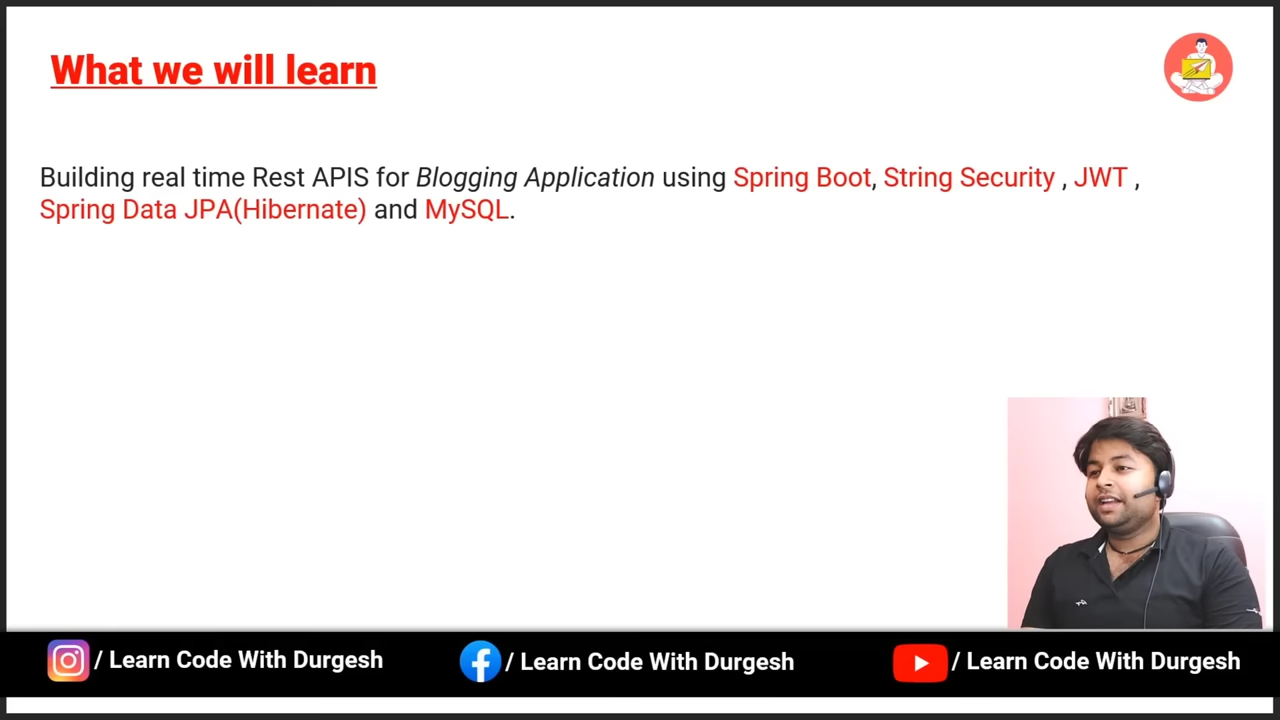 What we will learn
Building real time Rest APIS for Blogging Application using Spring Boot, String Security , JWT ,
Spring Data JPA(Hibernate) and MySQL.
/ Learn Code With Durgesh
/ Learn Code With Durgesh
/ Learn Code With Durgesh